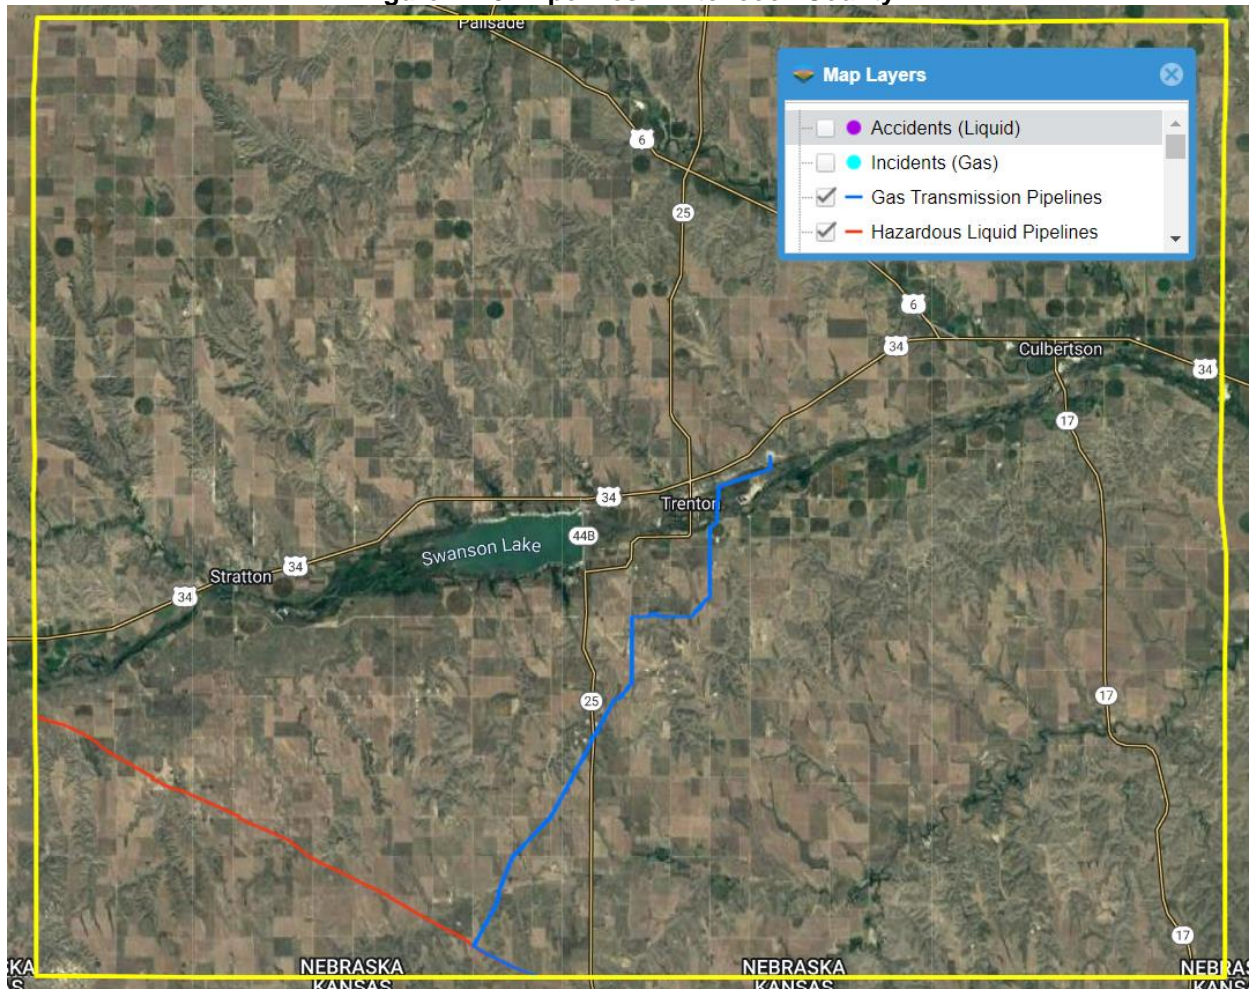 Palisade
Map Layers
Accidents (Liquid)
Incidents (Gas)
Gas Transmission Pipelines
Hazardous Liquid Pipelines
6
25
6
34
Culbertson
34
17
34
Trenton
44B
Swanson Lake
34
Stratton
34
25
17
17
NEBRASKA
KANSAS
NEBRASKA
KANSAS